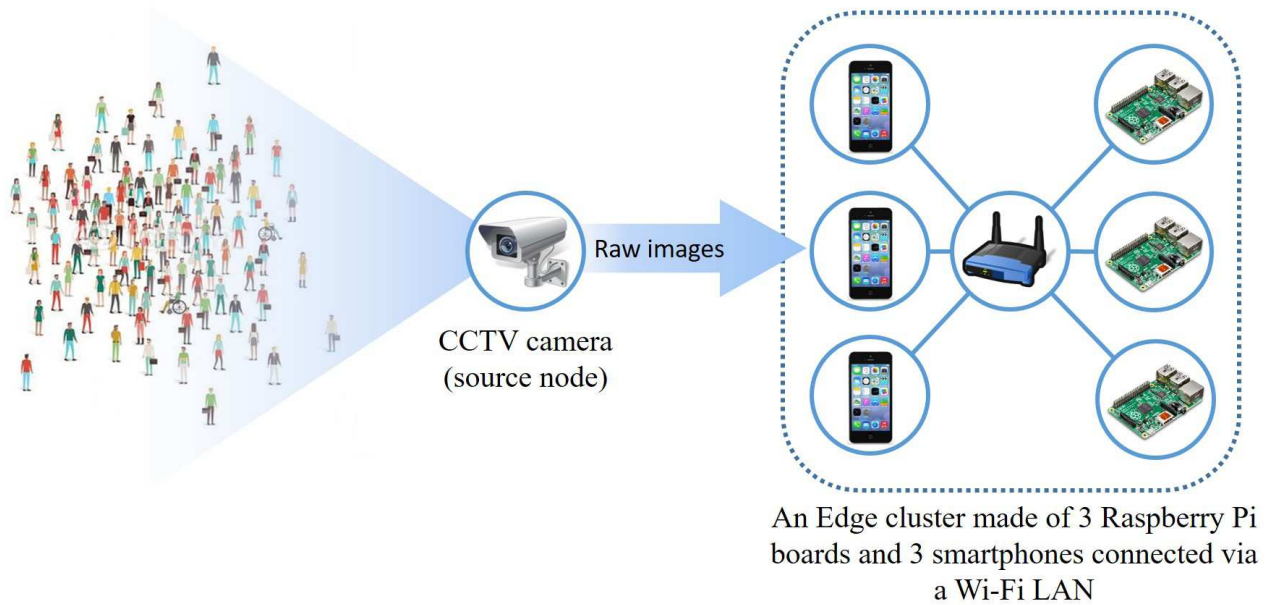 Raw images
CCTV camera
(source node)
An Edge cluster made of 3 Raspberry Pi
boards and 3 smartphones connected via
a Wi-Fi LAN